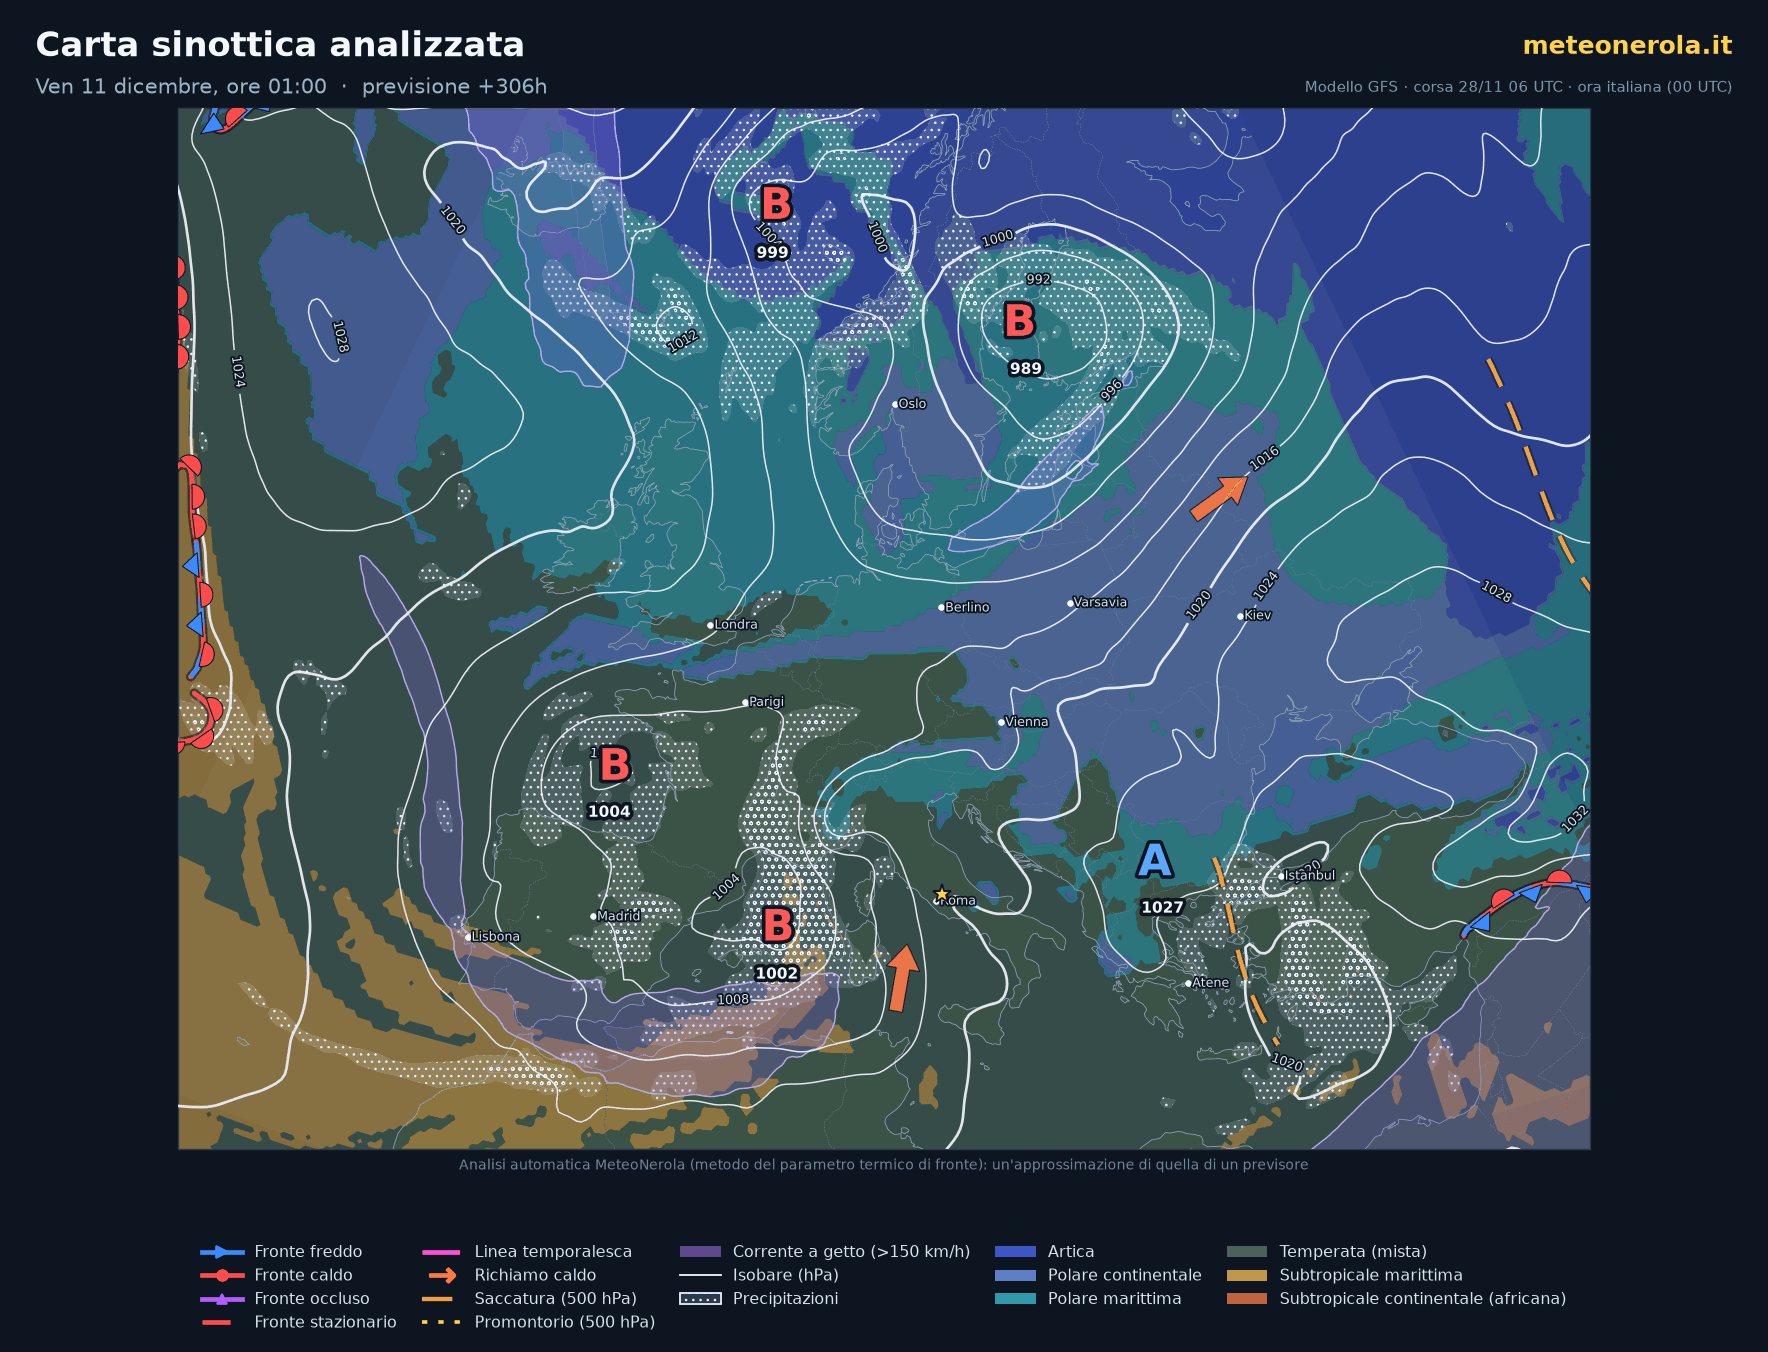 Carta sinottica analizzata
meteonerola.it
Ven 11 dicembre, ore 01:00 · previsione +306h
Modello GFS · corsa 28/11 06 UTC · ora italiana (00 UTC)
1020
B
1004
999
1000
1000
992
B
989
1028
1024
1012
996
Oslo
1016
Berlino
Varsavia
1020
1024
Kiev
1028
Londra
Parigi
Vienna
B
1004
1032
A
1027
1004
Istanbul
Madrid
B
1002
Roma
Lisbona
1008
Atene
1020
Analisi automatica MeteoNerola (metodo del parametro termico di fronte): un'approssimazione di quella di un previsore
Fronte freddo
Linea temporalesca
Corrente a getto (>150 km/h)
Artica
Temperata (mista)
Fronte caldo
Richiamo caldo
Isobare (hPa)
Polare continentale
Subtropicale marittima
Fronte occluso
Saccatura (500 hPa)
Precipitazioni
Polare marittima
Subtropicale continentale (africana)
Fronte stazionario
Promontorio (500 hPa)